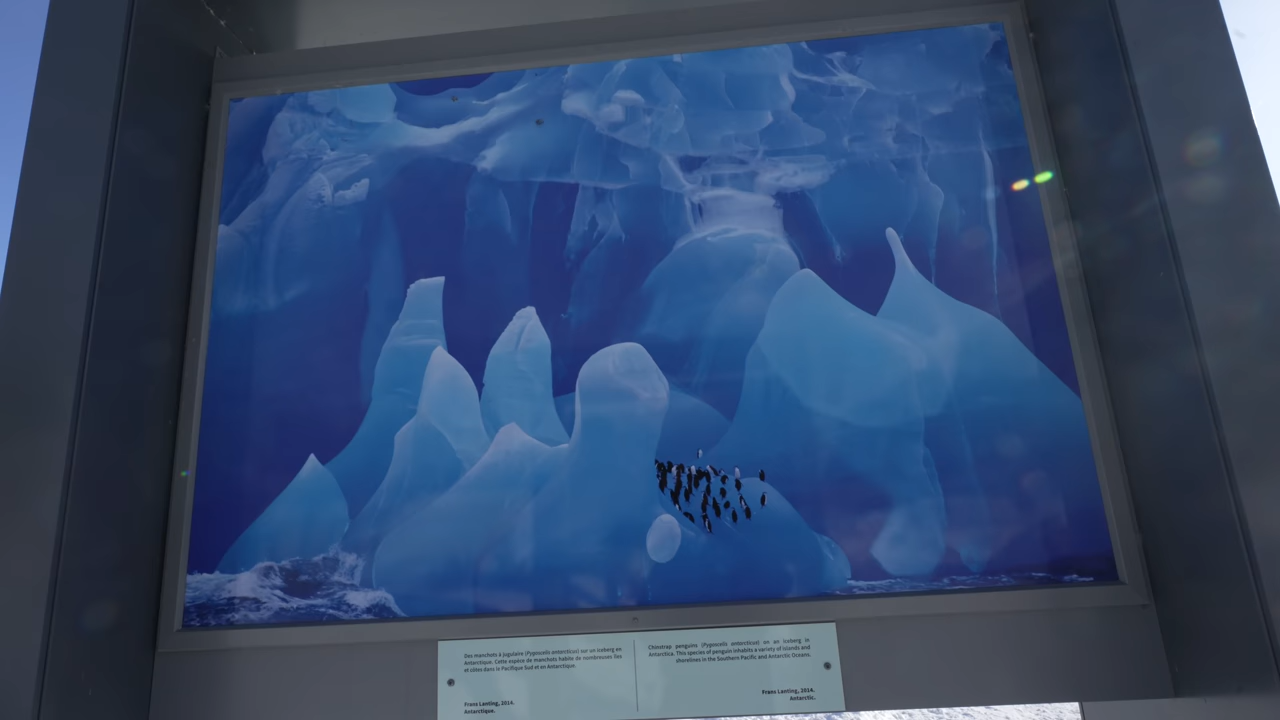 Des manchots à jugulaire (Pygoscelis antarcticus) sur un iceberg en
Antarctique. Cette espèce de manchots habite de nombreuses îles
et côtes dans le Pacifique Sud et en Antarctique.
Frans Lanting, 2014.
Antarctique.
Chinstrap penguins (Pygoscelis antarcticus) on an iceberg in
Antarctica. This species of penguin inhabits a variety of islands and
shorelines in the Southern Pacific and Antarctic Oceans.
Frans Lanting, 2014.
Antarctic.